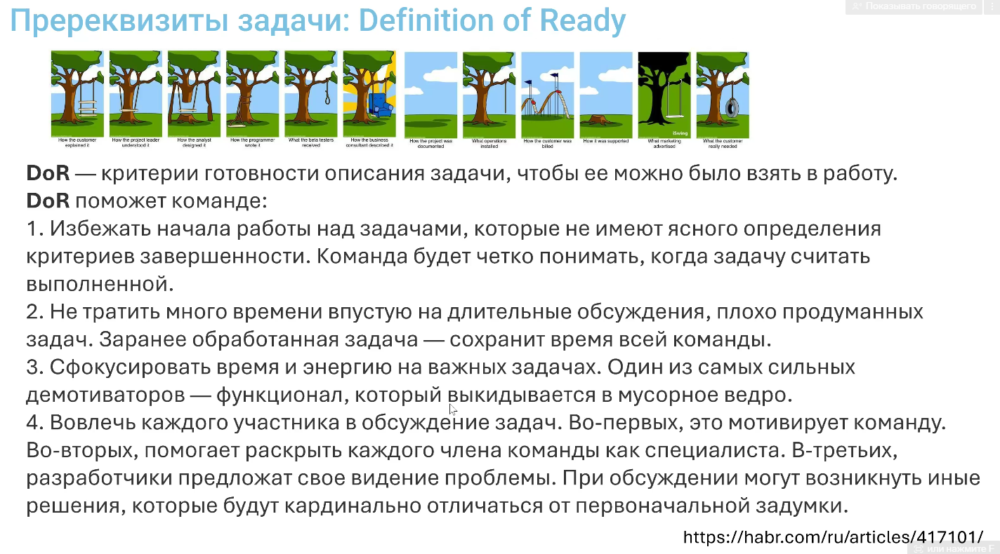 Показывать говорящего
Пререквизиты задачи: Definition of Ready
How the customer explained it
How the project leader understood it
How the analyst designed it
How the programmer wrote it
What the beta testers received
How the business consultant described it
How the project was documented
What operations installed
How the customer was billed
How it was supported
iSwing
What marketing advertised
What the customer really needed
DoR — критерии готовности описания задачи, чтобы ее можно было взять в работу.
DoR поможет команде:
1. Избежать начала работы над задачами, которые не имеют ясного определения
критериев завершенности. Команда будет четко понимать, когда задачу считать
выполненной.
2. Не тратить много времени впустую на длительные обсуждения, плохо продуманных
задач. Заранее обработанная задача — сохранит время всей команды.
3. Сфокусировать время и энергию на важных задачах. Один из самых сильных
демотиваторов — функционал, который выкидывается в мусорное ведро.
4. Вовлечь каждого участника в обсуждение задач. Во-первых, это мотивирует команду.
Во-вторых, помогает раскрыть каждого члена команды как специалиста. В-третьих,
разработчики предложат свое видение проблемы. При обсуждении могут возникнуть иные
решения, которые будут кардинально отличаться от первоначальной задумки.
https://habr.com/ru/articles/417101/
или нажмите F